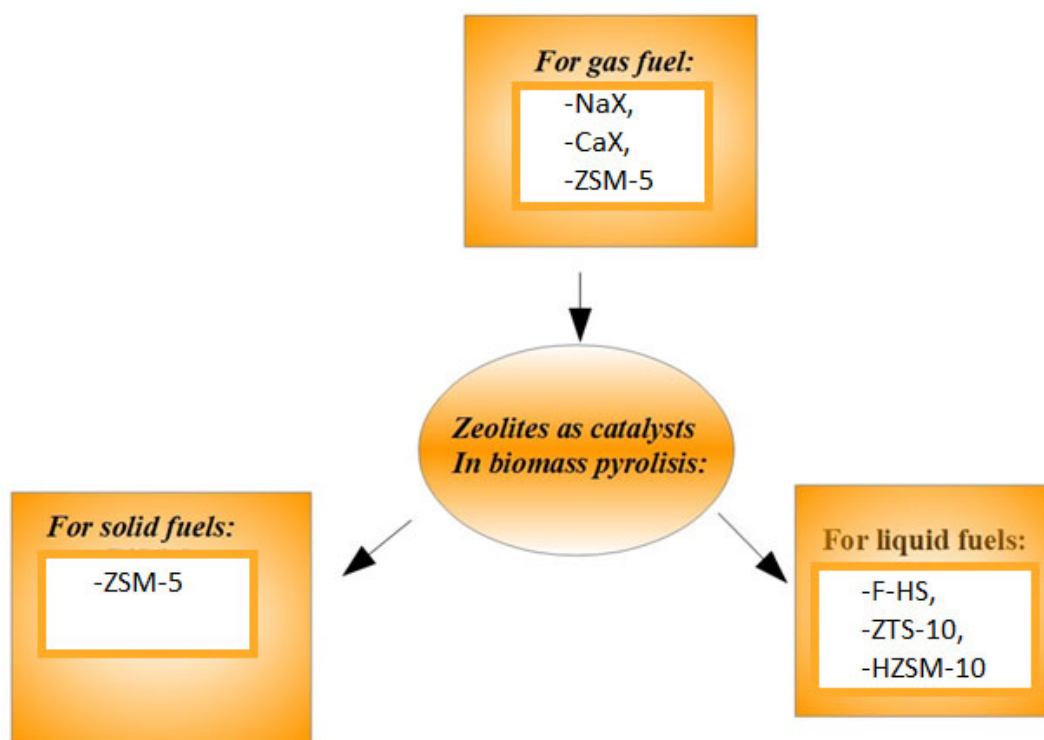 For gas fuel:
-NaX,
-CaX,
-ZSM-5
Zeolites as catalysts
In biomass pyrolisis:
For solid fuels:
-ZSM-5
For liquid fuels:
-F-HS,
-ZTS-10,
-HZSM-10